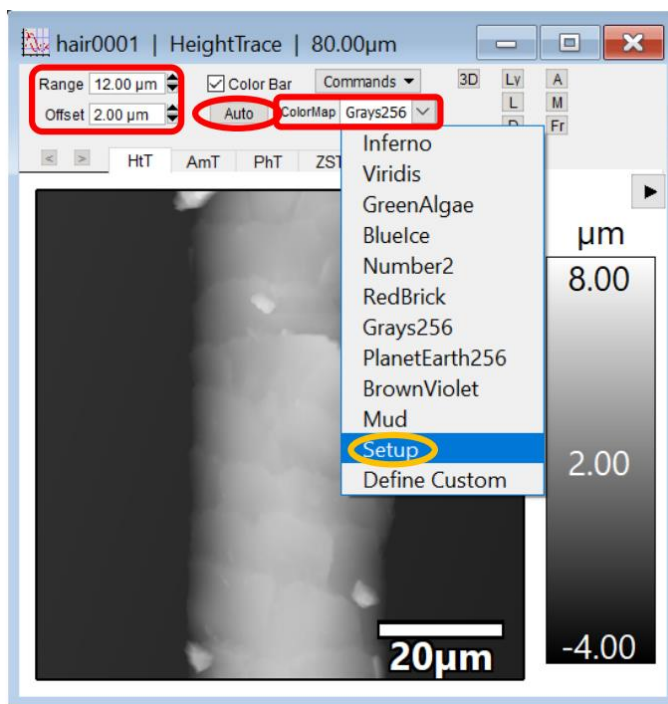 hair0001 | HeightTrace | 80.00µm
Range 12.00 µm Color Bar Commands 3D Ly A
Offset 2.00 µm Auto ColorMap Grays256 L M
D Fr
< > HtT AmT PhT ZST
Inferno
Viridis
GreenAlgae
BlueIce
Number2
RedBrick
Grays256
PlanetEarth256
BrownViolet
Mud
Setup
Define Custom
µm
8.00
2.00
-4.00
20µm